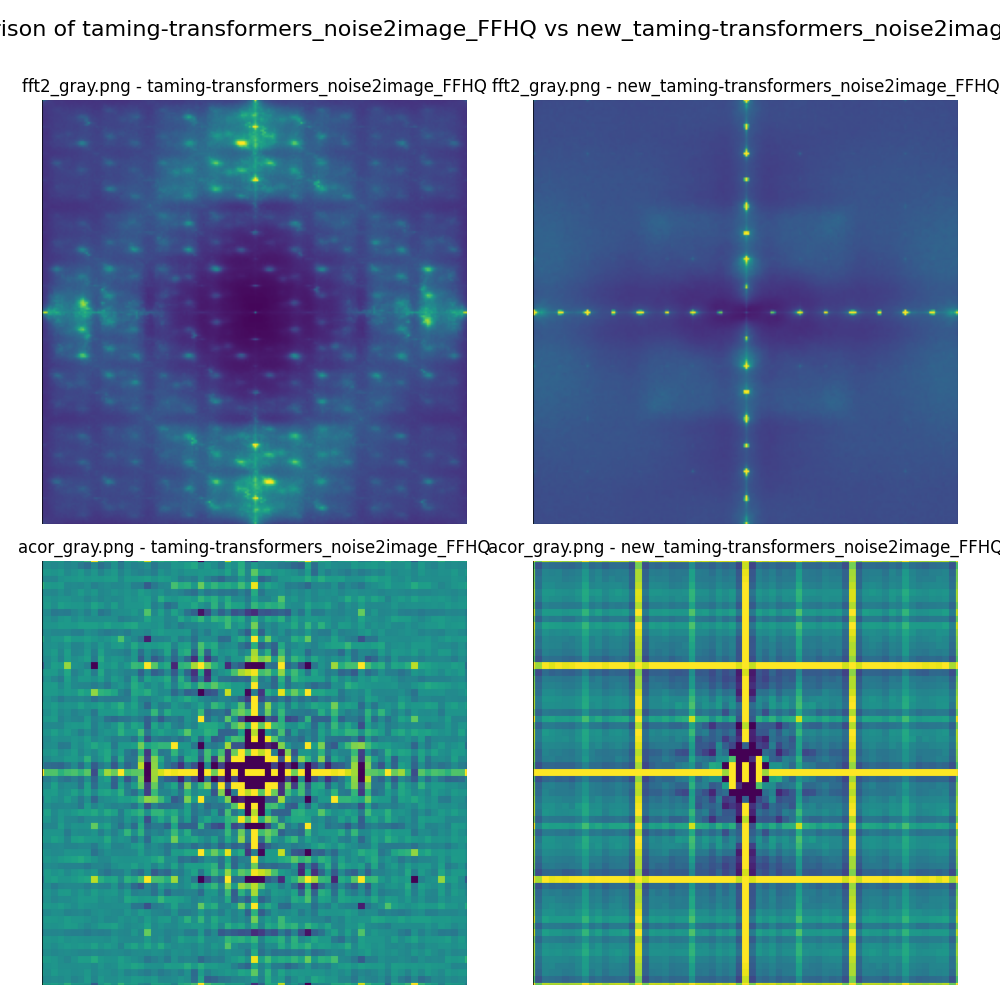 ison of taming-transformers_noise2image_FFHQ vs new_taming-transformers_noise2imag
fft2_gray.png - taming-transformers_noise2image_FFHQ
fft2_gray.png - new_taming-transformers_noise2image_FFHQ
acor_gray.png - taming-transformers_noise2image_FFHQ
acor_gray.png - new_taming-transformers_noise2image_FFHQ